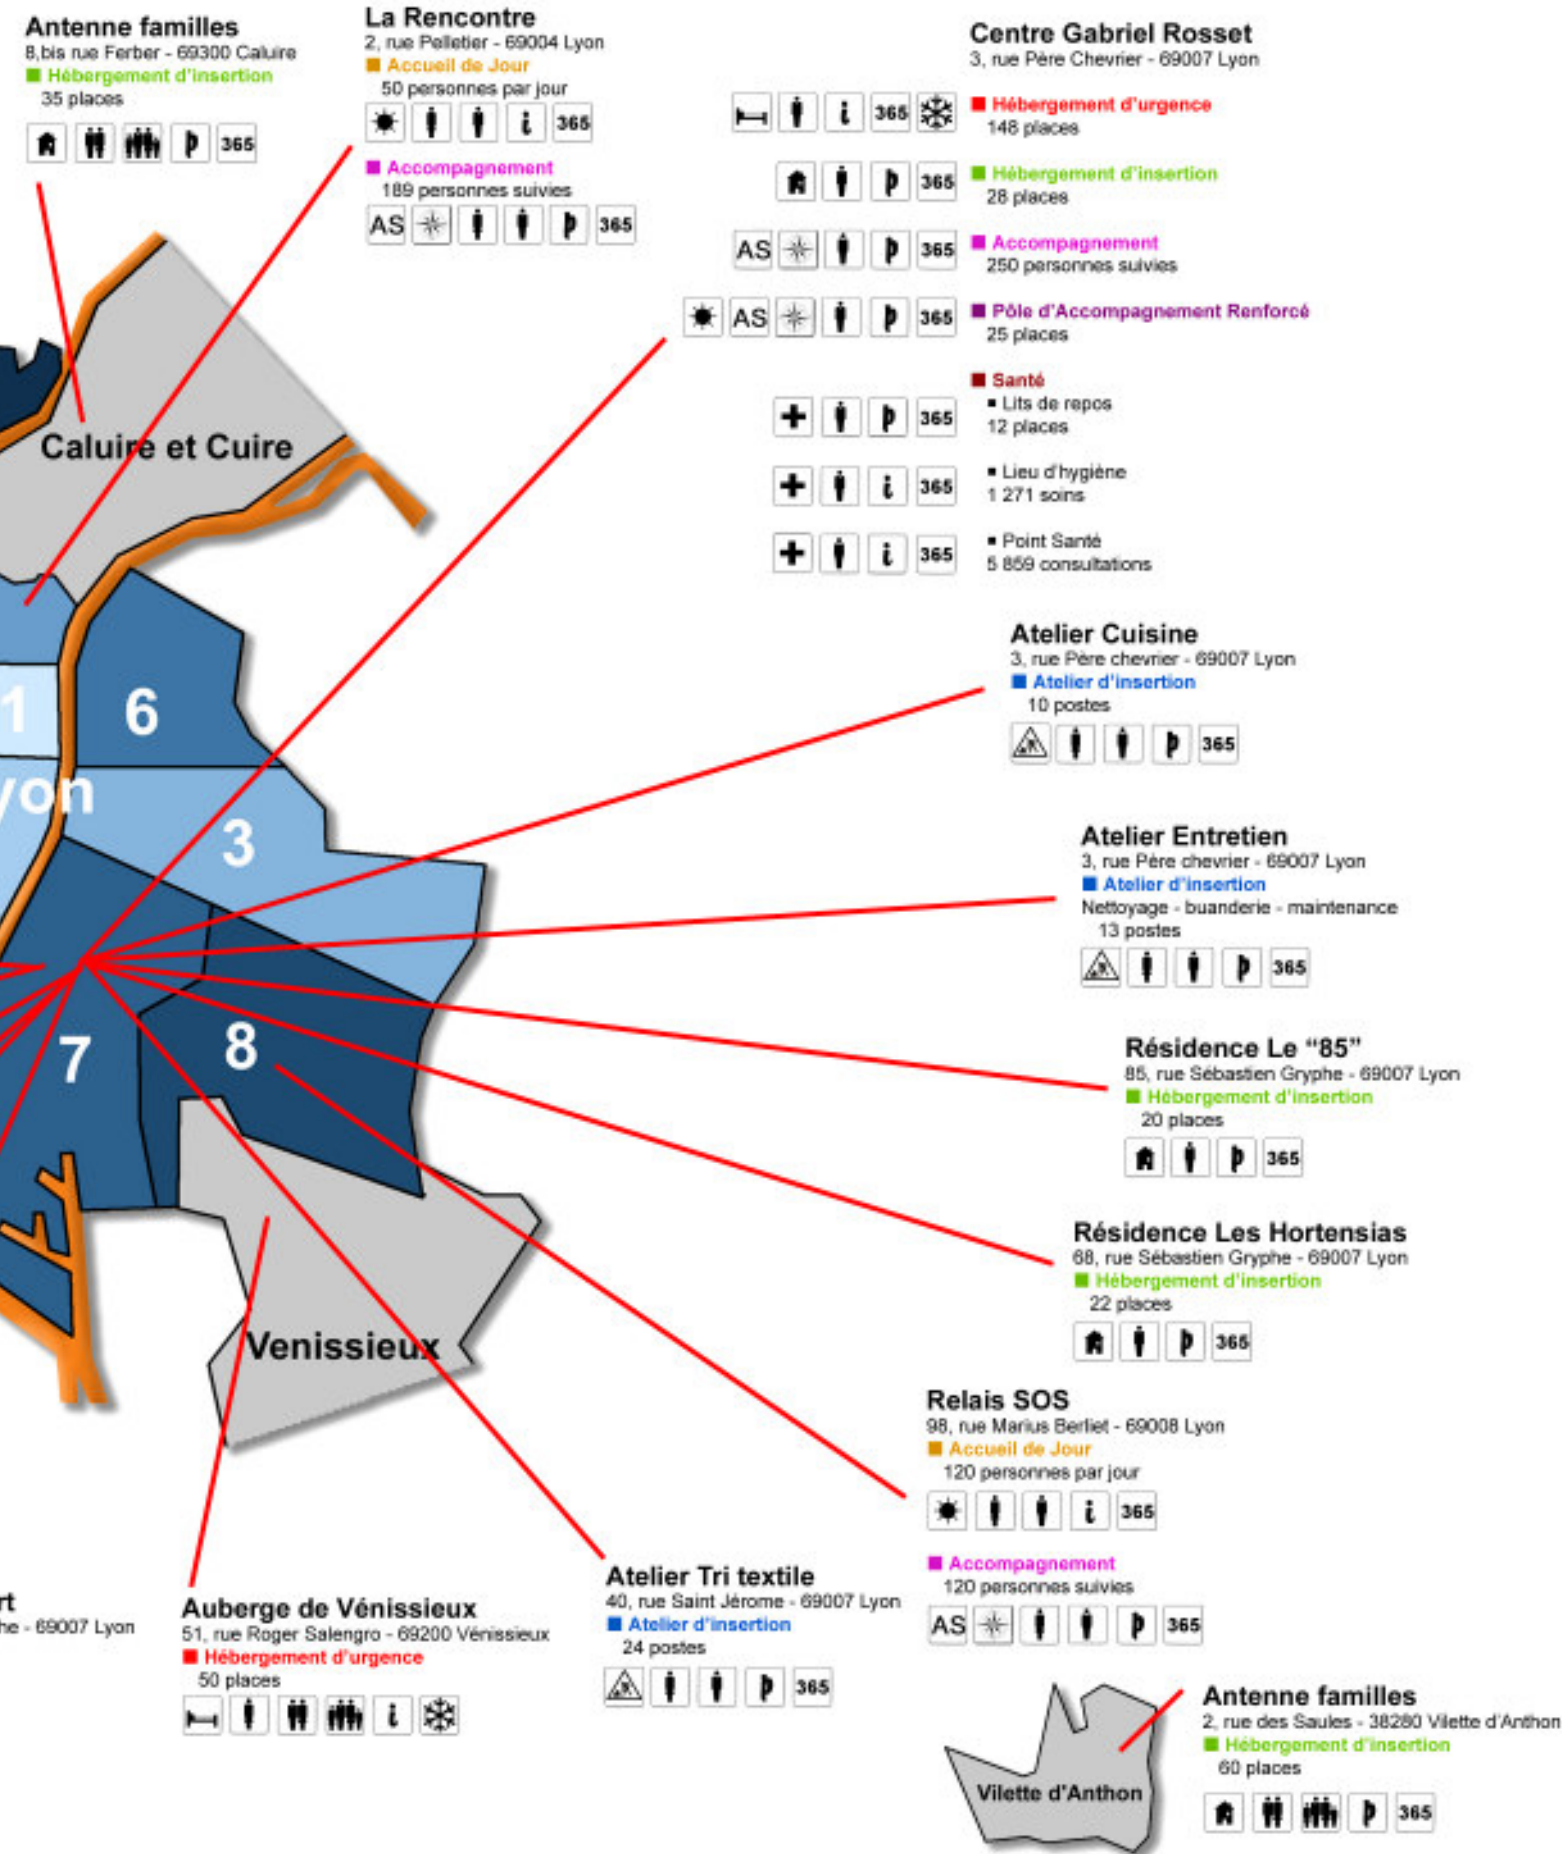 Antenne familles
8,bis rue Ferber - 69300 Caluire
Hébergement d'insertion
35 places
365
La Rencontre
2, rue Pelletier - 69004 Lyon
Accueil de Jour
50 personnes par jour
i 365
Accompagnement
189 personnes suivies
AS p 365
Centre Gabriel Rosset
3, rue Père Chevrier - 69007 Lyon
i 365
Hébergement d'urgence
148 places
p 365
Hébergement d'insertion
28 places
AS p 365
Accompagnement
250 personnes suivies
AS p 365
Pôle d'Accompagnement Renforcé
25 places
Santé
p 365
Lits de repos
12 places
i 365
Lieu d'hygiène
1 271 soins
i 365
Point Santé
5 859 consultations
Caluire et Cuire
1
6
yon
3
7
8
Venissieux
Atelier Cuisine
3, rue Père chevrier - 69007 Lyon
Atelier d'insertion
10 postes
p 365
Atelier Entretien
3, rue Père chevrier - 69007 Lyon
Atelier d'insertion
Nettoyage - buanderie - maintenance
13 postes
p 365
Résidence Le “85”
85, rue Sébastien Gryphe - 69007 Lyon
Hébergement d'insertion
20 places
p 365
Résidence Les Hortensias
68, rue Sébastien Gryphe - 69007 Lyon
Hébergement d'insertion
22 places
p 365
Relais SOS
98, rue Marius Berliet - 69008 Lyon
Accueil de Jour
120 personnes par jour
i 365
Accompagnement
120 personnes suivies
AS p 365
rt
he - 69007 Lyon
Auberge de Vénissieux
51, rue Roger Salengro - 69200 Vénissieux
Hébergement d'urgence
50 places
i
Atelier Tri textile
40, rue Saint Jérome - 69007 Lyon
Atelier d'insertion
24 postes
p 365
Vilette d'Anthon
Antenne familles
2, rue des Saules - 38280 Vilette d'Anthon
Hébergement d'insertion
60 places
p 365